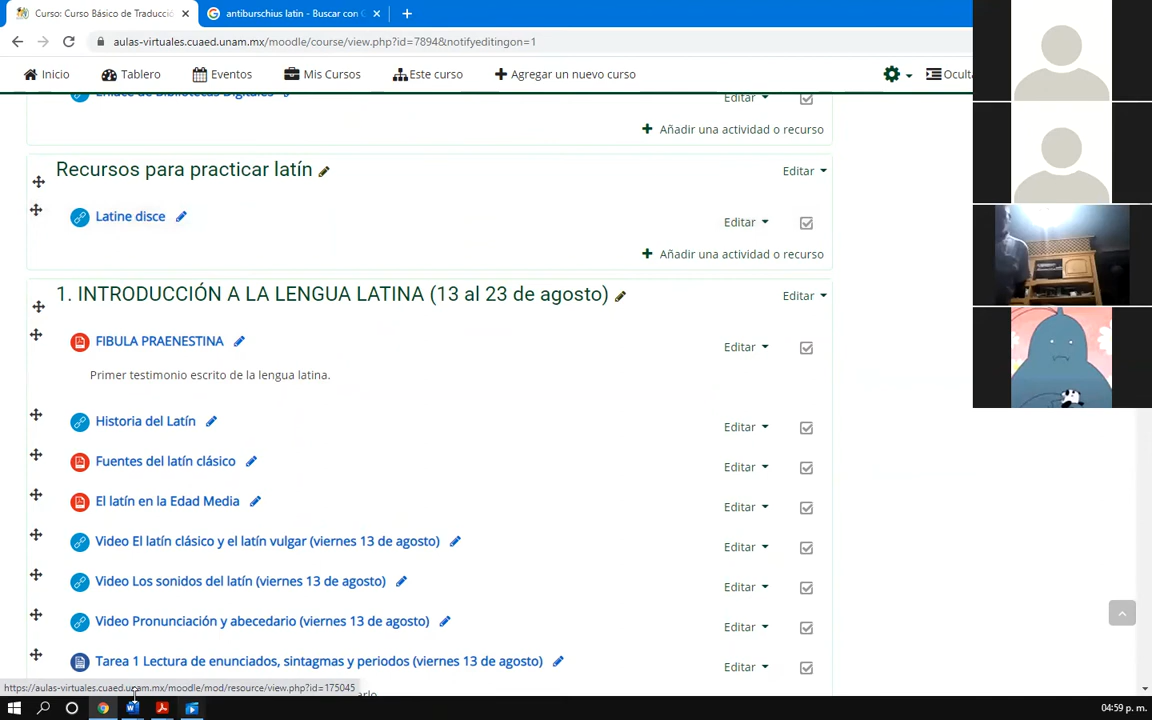 Curso: Curso Básico de Traducció
antiburschius latin - Buscar con G
aulas-virtuales.cuaed.unam.mx/moodle/course/view.php?id=7894&notifyeditingon=1
Inicio
Tablero
Eventos
Mis Cursos
Este curso
Agregar un nuevo curso
Oculta
Enlace de Bibliotecas Digitales
Editar
Añadir una actividad o recurso
Recursos para practicar latín
Editar
Latine disce
Editar
Añadir una actividad o recurso
1. INTRODUCCIÓN A LA LENGUA LATINA (13 al 23 de agosto)
Editar
FIBULA PRAENESTINA
Editar
Primer testimonio escrito de la lengua latina.
Historia del Latín
Editar
Fuentes del latín clásico
Editar
El latín en la Edad Media
Editar
Video El latín clásico y el latín vulgar (viernes 13 de agosto)
Editar
Video Los sonidos del latín (viernes 13 de agosto)
Editar
Video Pronunciación y abecedario (viernes 13 de agosto)
Editar
Tarea 1 Lectura de enunciados, sintagmas y periodos (viernes 13 de agosto)
Editar
https://aulas-virtuales.cuaed.unam.mx/moodle/mod/resource/view.php?id=175045
04:59 p. m.